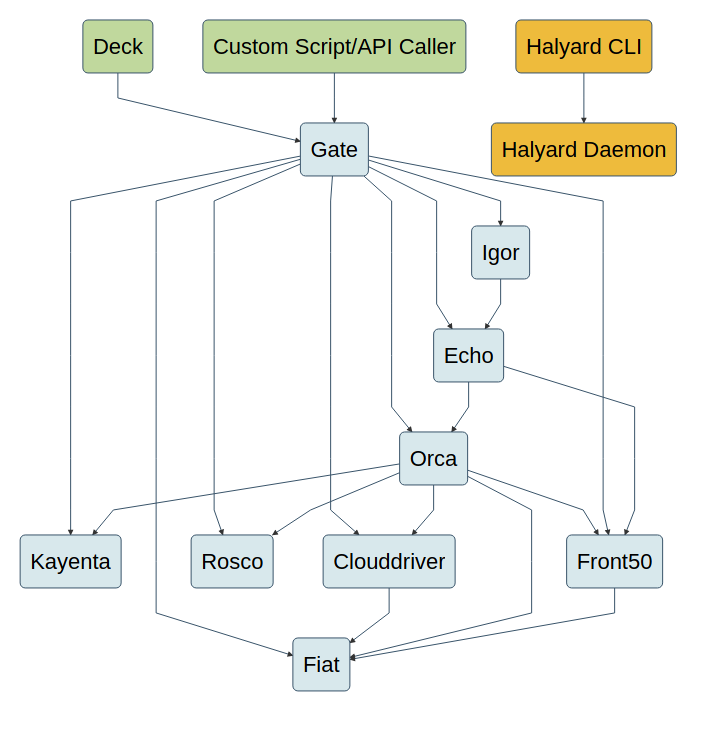 Deck
Custom Script/API Caller
Halyard CLI
Gate
Halyard Daemon
Igor
Echo
Orca
Kayenta
Rosco
Clouddriver
Front50
Fiat